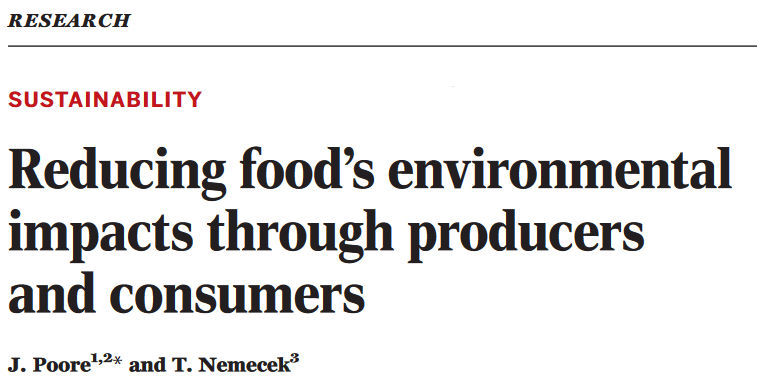 RESEARCH
SUSTAINABILITY
Reducing food’s environmental
impacts through producers
and consumers
J. Poore¹,²* and T. Nemecek³